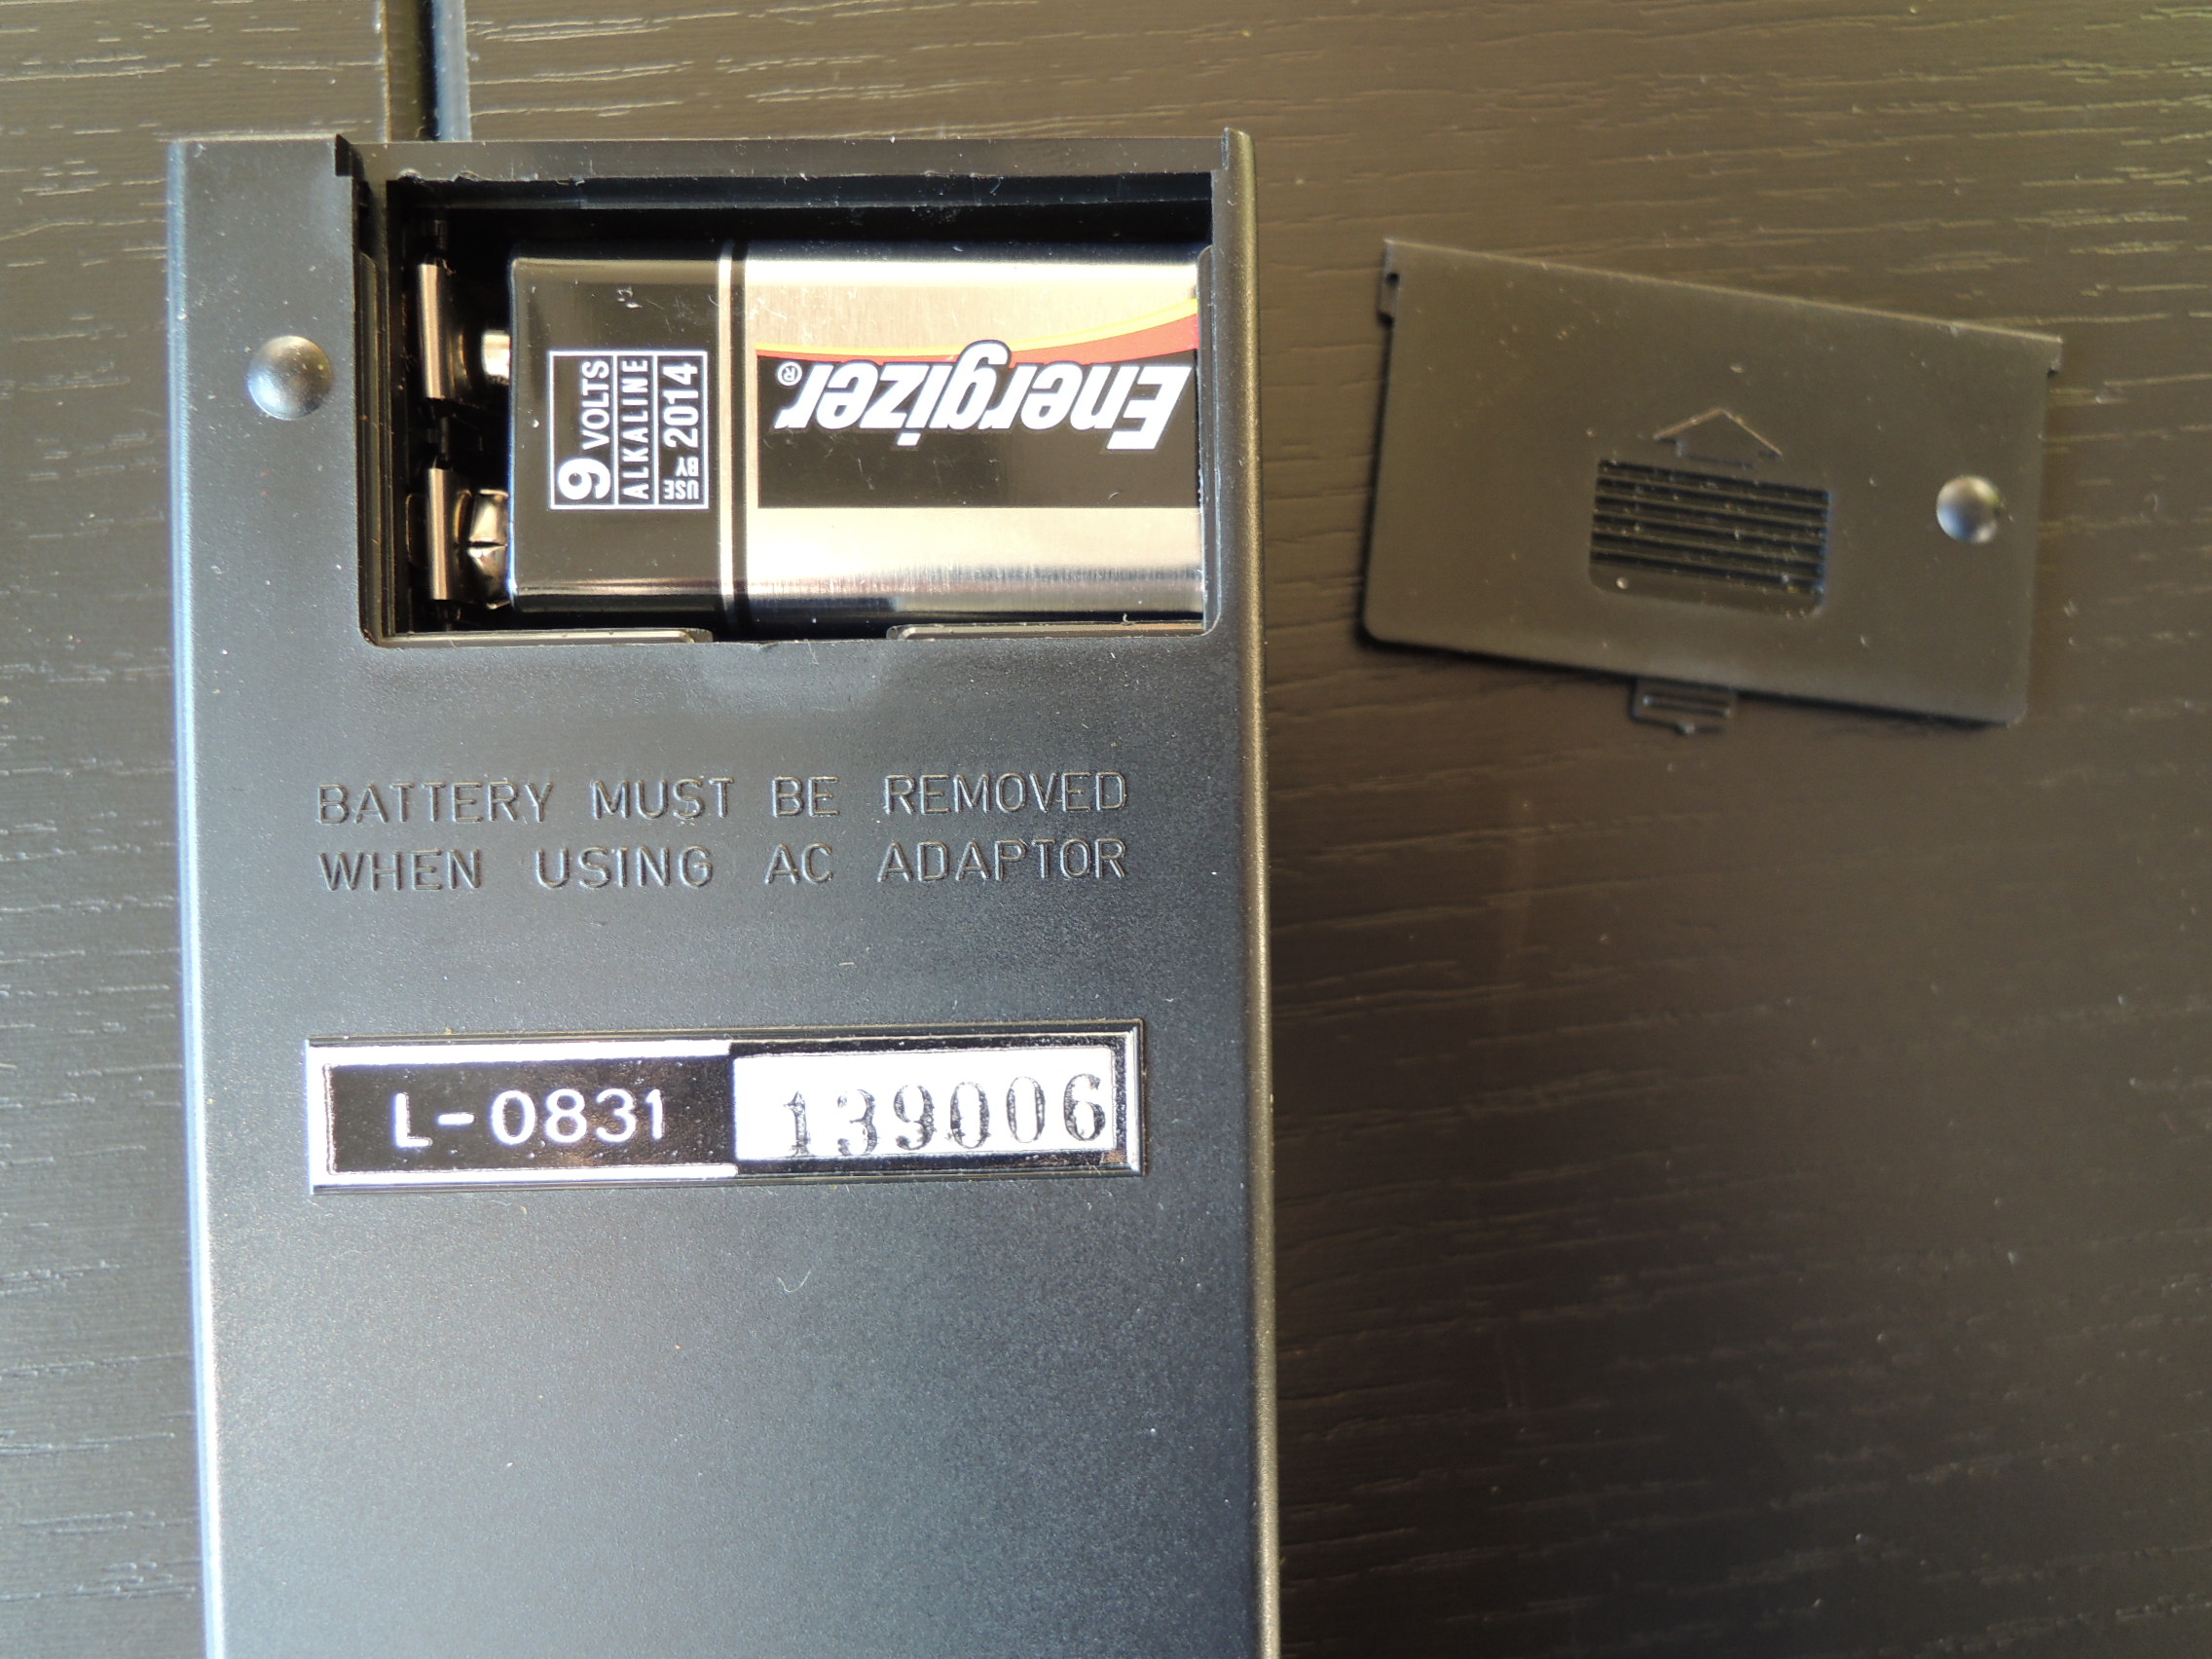 9 VOLTS
ALKALINE
USE BY 2014
Energizer®
BATTERY MUST BE REMOVED
WHEN USING AC ADAPTOR
L-0831 139006